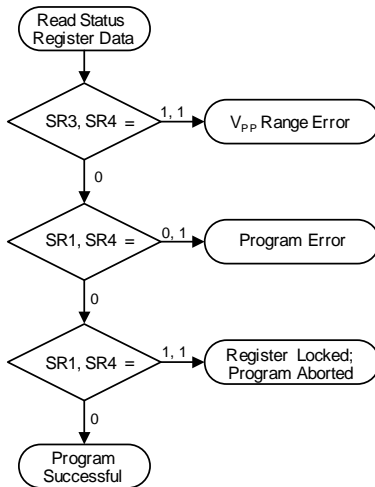 Read Status
Register Data
SR3, SR4 =
1, 1
V_PP Range Error
0
SR1, SR4 =
0, 1
Program Error
0
SR1, SR4 =
1, 1
Register Locked;
Program Aborted
0
Program
Successful